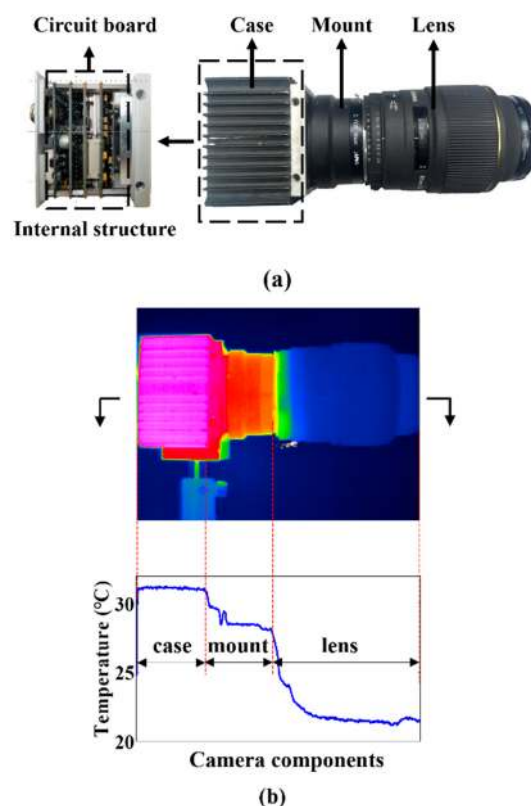 Circuit board
Case
Mount
Lens
Internal structure
(a)
30
25
20
Temperature (°C)
case
mount
lens
Camera components
(b)